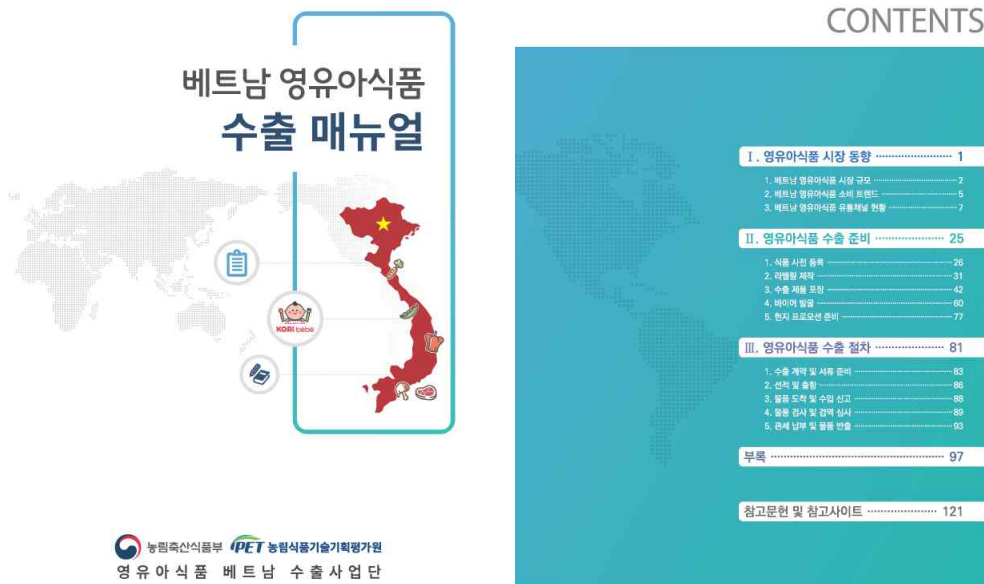 베트남 영유아식품
수출 매뉴얼
KORI bébé
농림축산식품부 iPET 농림식품기술기획평가원
영유아식품 베트남 수출사업단
CONTENTS
Ⅰ. 영유아식품 시장 동향 1
1. 베트남 영유아식품 시장 규모 2
2. 베트남 영유아식품 소비 트렌드 5
3. 베트남 영유아식품 유통채널 현황 7
Ⅱ. 영유아식품 수출 준비 25
1. 식품 사전 등록 26
2. 라벨링 제작 31
3. 수출 제품 포장 42
4. 바이어 발굴 60
5. 현지 프로모션 준비 77
Ⅲ. 영유아식품 수출 절차 81
1. 수출 계약 및 서류 준비 83
2. 선적 및 출항 86
3. 물품 도착 및 수입 신고 88
4. 물품 검사 및 검역 심사 89
5. 관세 납부 및 물품 반출 93
부록 97
참고문헌 및 참고사이트 121